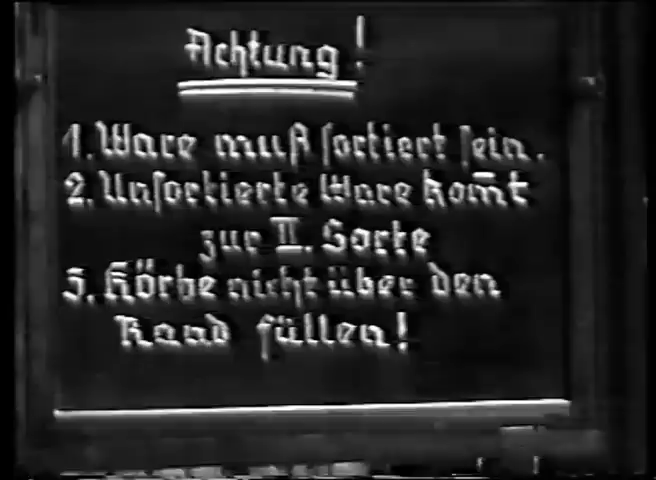 Achtung!
1. Ware muß ſortiert ſein.
2. Unſortierte Ware kom̄t
zur II. Sorte
3. Körbe nicht über den
Rand füllen!